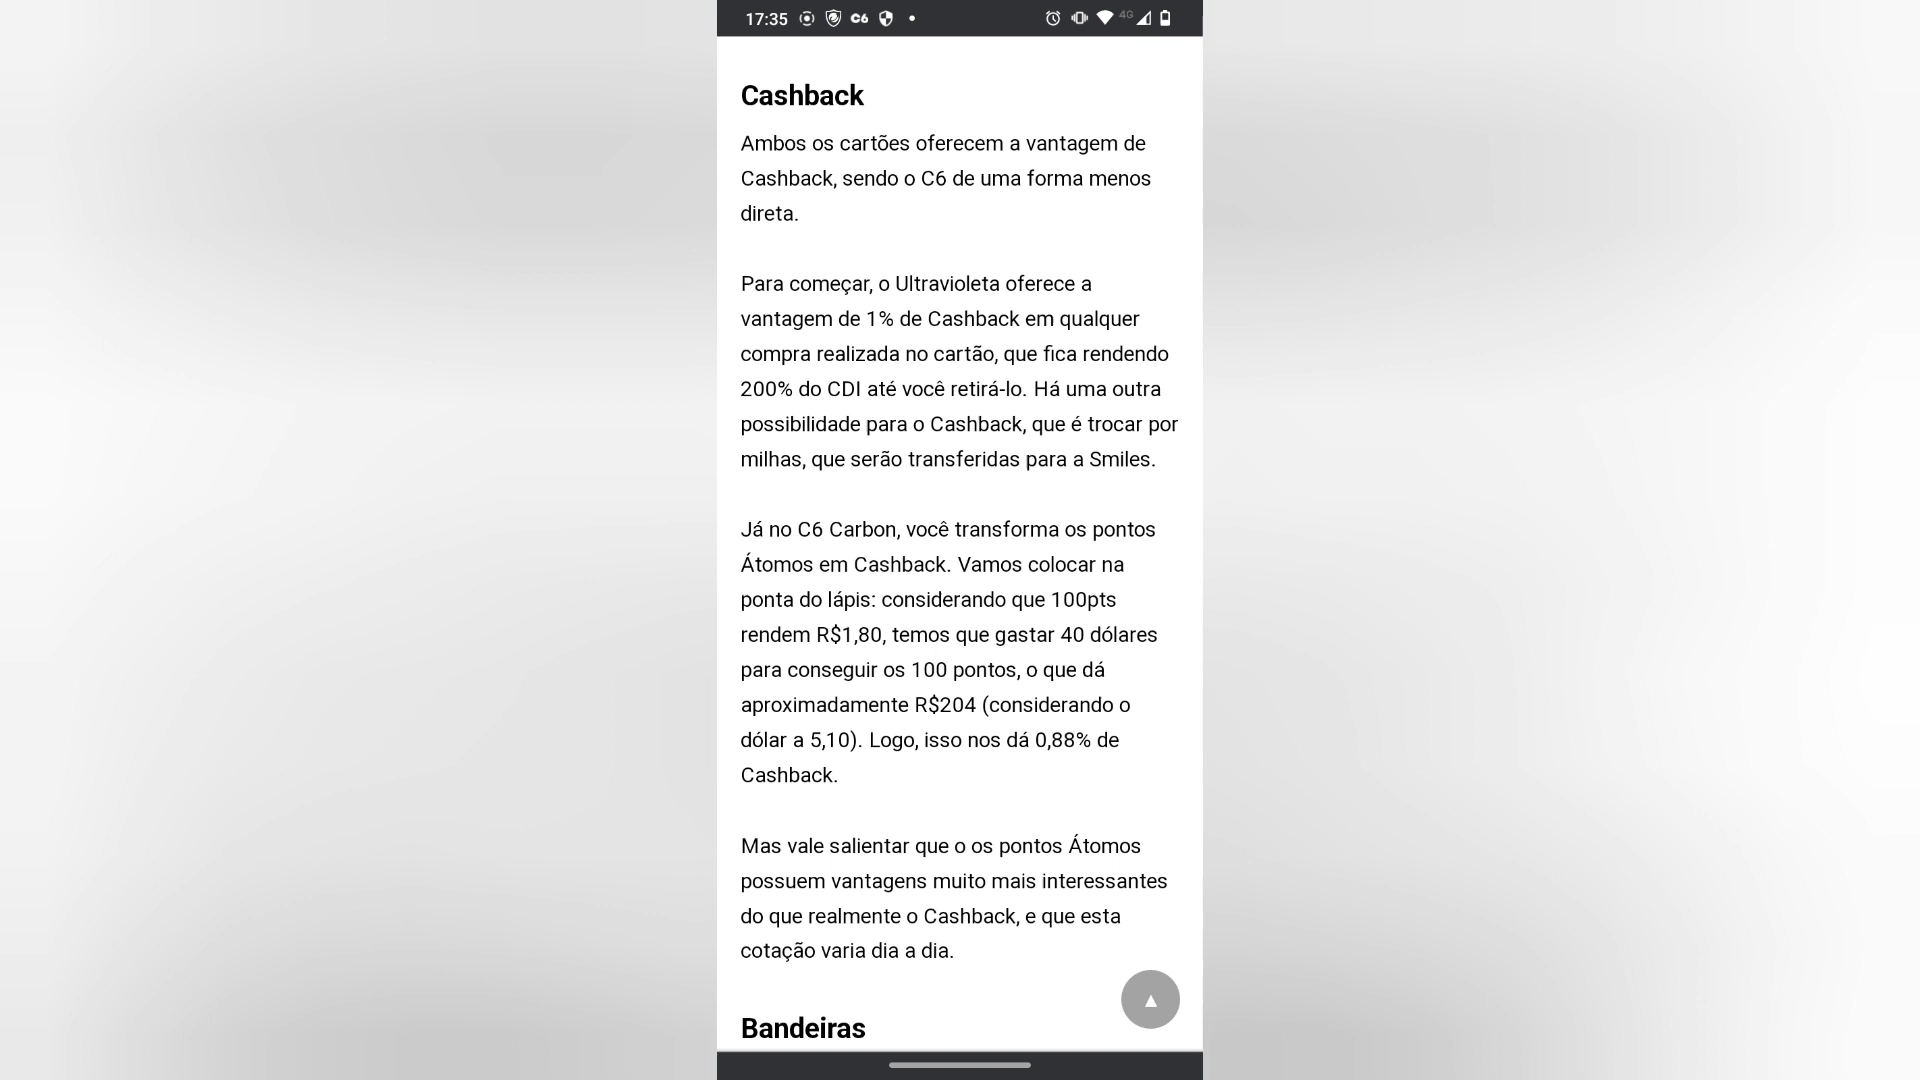 17:35 C6 4G
Cashback
Ambos os cartões oferecem a vantagem de
Cashback, sendo o C6 de uma forma menos
direta.
Para começar, o Ultravioleta oferece a
vantagem de 1% de Cashback em qualquer
compra realizada no cartão, que fica rendendo
200% do CDI até você retirá-lo. Há uma outra
possibilidade para o Cashback, que é trocar por
milhas, que serão transferidas para a Smiles.
Já no C6 Carbon, você transforma os pontos
Átomos em Cashback. Vamos colocar na
ponta do lápis: considerando que 100pts
rendem R$1,80, temos que gastar 40 dólares
para conseguir os 100 pontos, o que dá
aproximadamente R$204 (considerando o
dólar a 5,10). Logo, isso nos dá 0,88% de
Cashback.
Mas vale salientar que o os pontos Átomos
possuem vantagens muito mais interessantes
do que realmente o Cashback, e que esta
cotação varia dia a dia.
Bandeiras